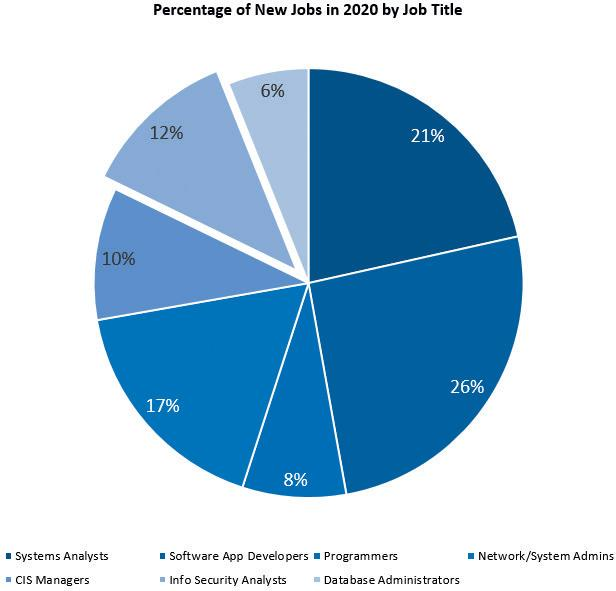 Percentage of New Jobs in 2020 by Job Title
6%
12%
21%
10%
26%
17%
8%
Systems Analysts Software App Developers Programmers Network/System Admins
CIS Managers Info Security Analysts Database Administrators